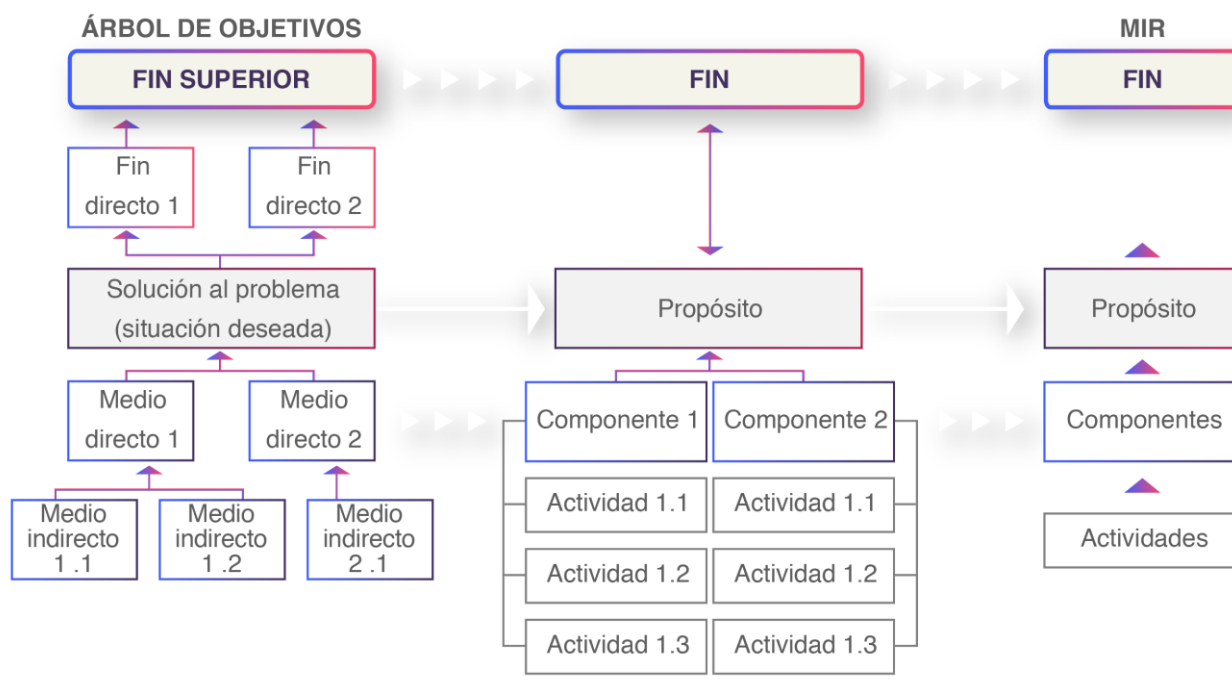 ÁRBOL DE OBJETIVOS
MIR
FIN SUPERIOR
FIN
FIN
Fin
directo 1
Fin
directo 2
Solución al problema
(situación deseada)
Propósito
Propósito
Medio
directo 1
Medio
directo 2
Componente 1
Componente 2
Componentes
Medio
indirecto
1 .1
Medio
indirecto
1 .2
Medio
indirecto
2 .1
Actividad 1.1
Actividad 1.1
Actividades
Actividad 1.2
Actividad 1.2
Actividad 1.3
Actividad 1.3